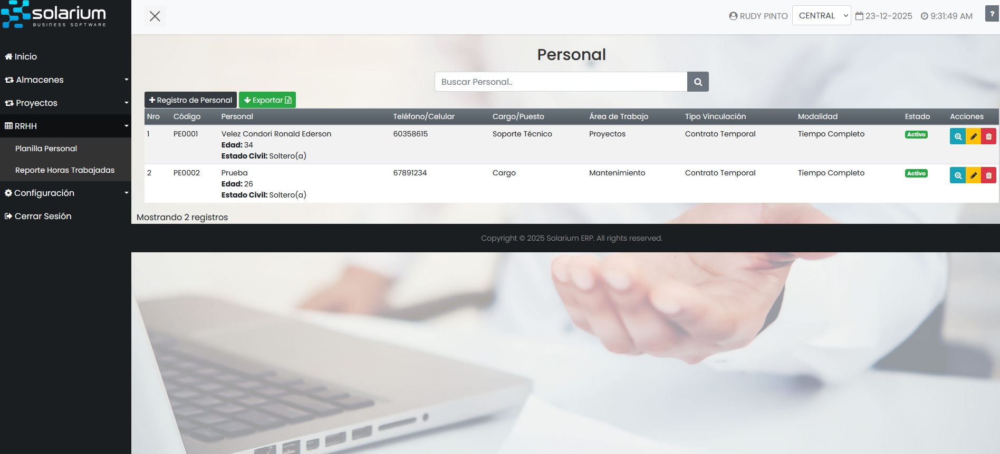 solarium
BUSINESS SOFTWARE
RUDY PINTO CENTRAL 23-12-2025 9:31:49 AM ?
Inicio
Almacenes
Proyectos
RRHH
Planilla Personal
Reporte Horas Trabajadas
Configuración
Cerrar Sesión
Personal
Buscar Personal..
Registro de Personal Exportar
Nro Código Personal Teléfono/Celular Cargo/Puesto Área de Trabajo Tipo Vinculación Modalidad Estado Acciones
1 PE0001 Velez Condori Ronald Ederson 60358615 Soporte Técnico Proyectos Contrato Temporal Tiempo Completo Activo
Edad: 34
Estado Civil: Soltero(a)
2 PE0002 Prueba 67891234 Cargo Mantenimiento Contrato Temporal Tiempo Completo Activo
Edad: 26
Estado Civil: Soltero(a)
Mostrando 2 registros
Copyright © 2025 Solarium ERP. All rights reserved.